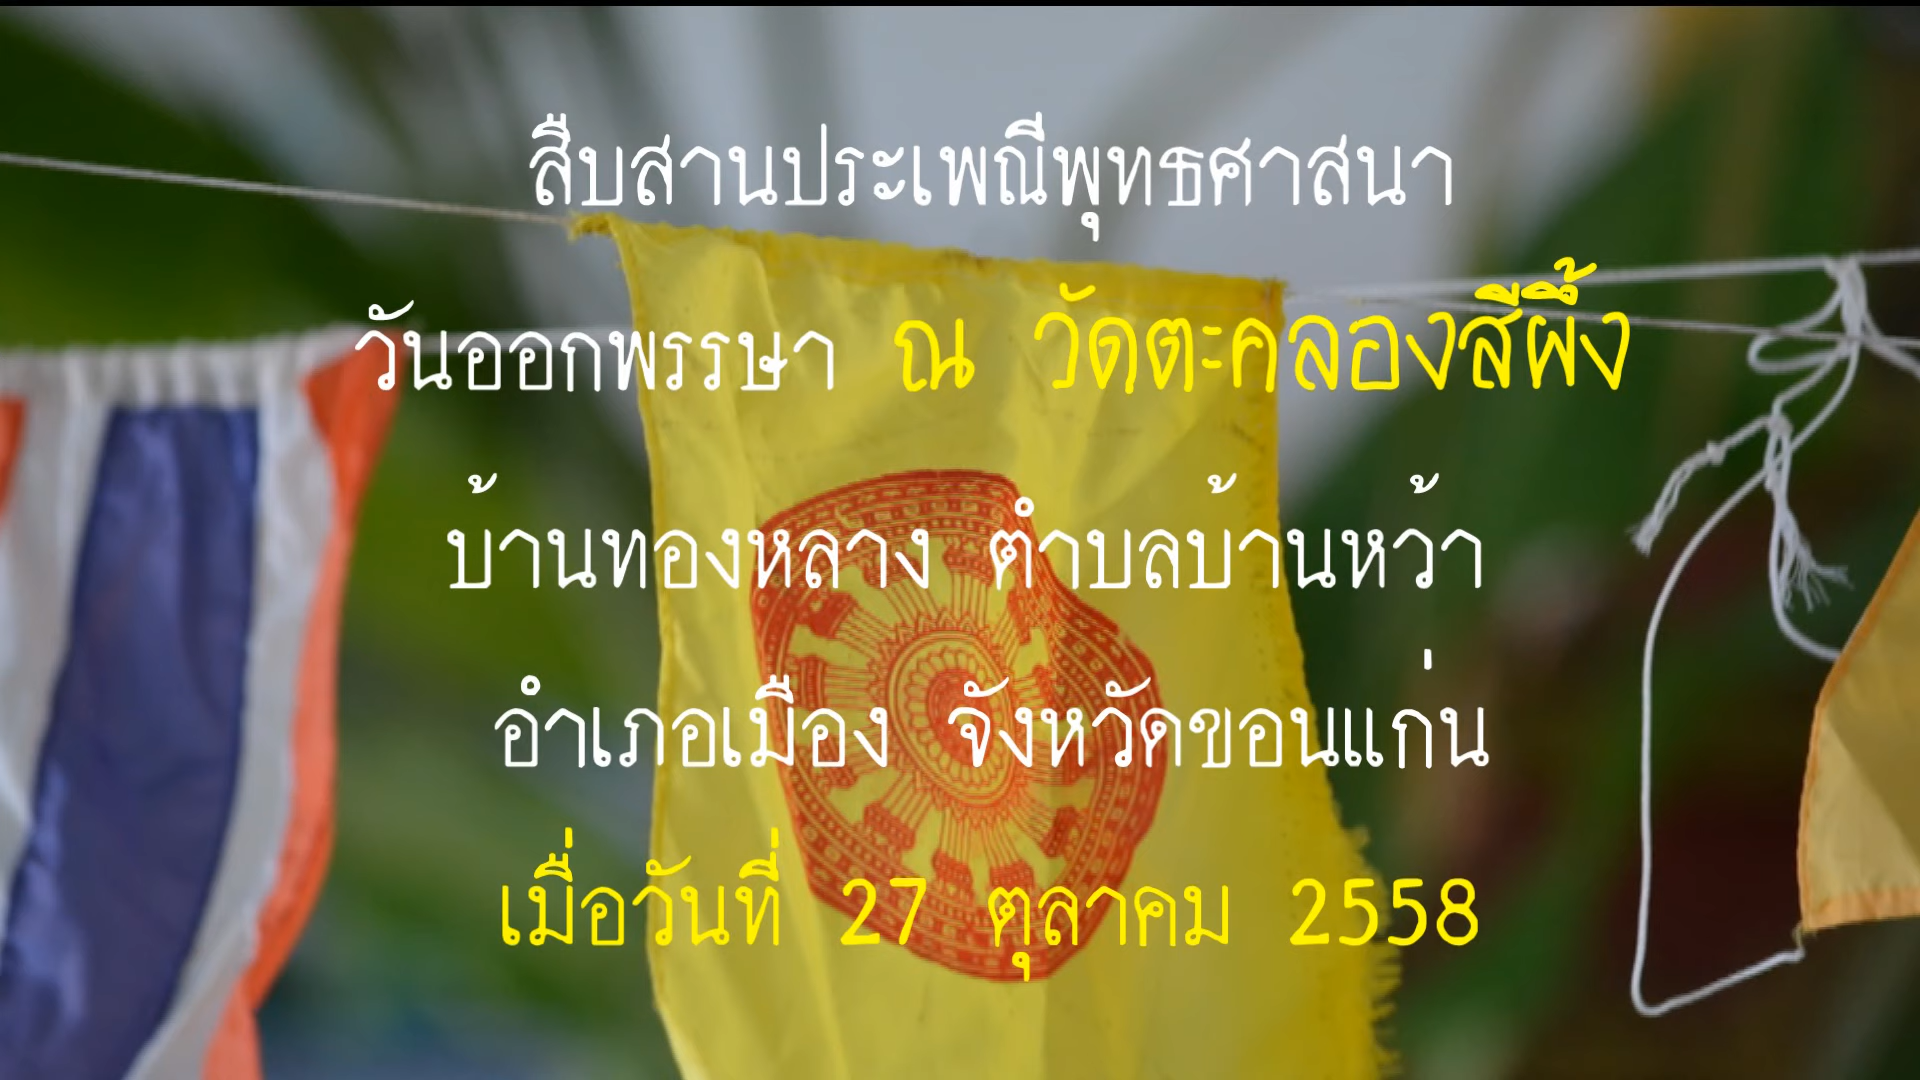 สืบสานประเพณีพุทธศาสนา
วันออกพรรษา ณ วัดตะคลองสีผึ้ง
บ้านทองหลาง ตำบลบ้านหว้า
อำเภอเมือง จังหวัดขอนแก่น
เมื่อวันที่ 27 ตุลาคม 2558